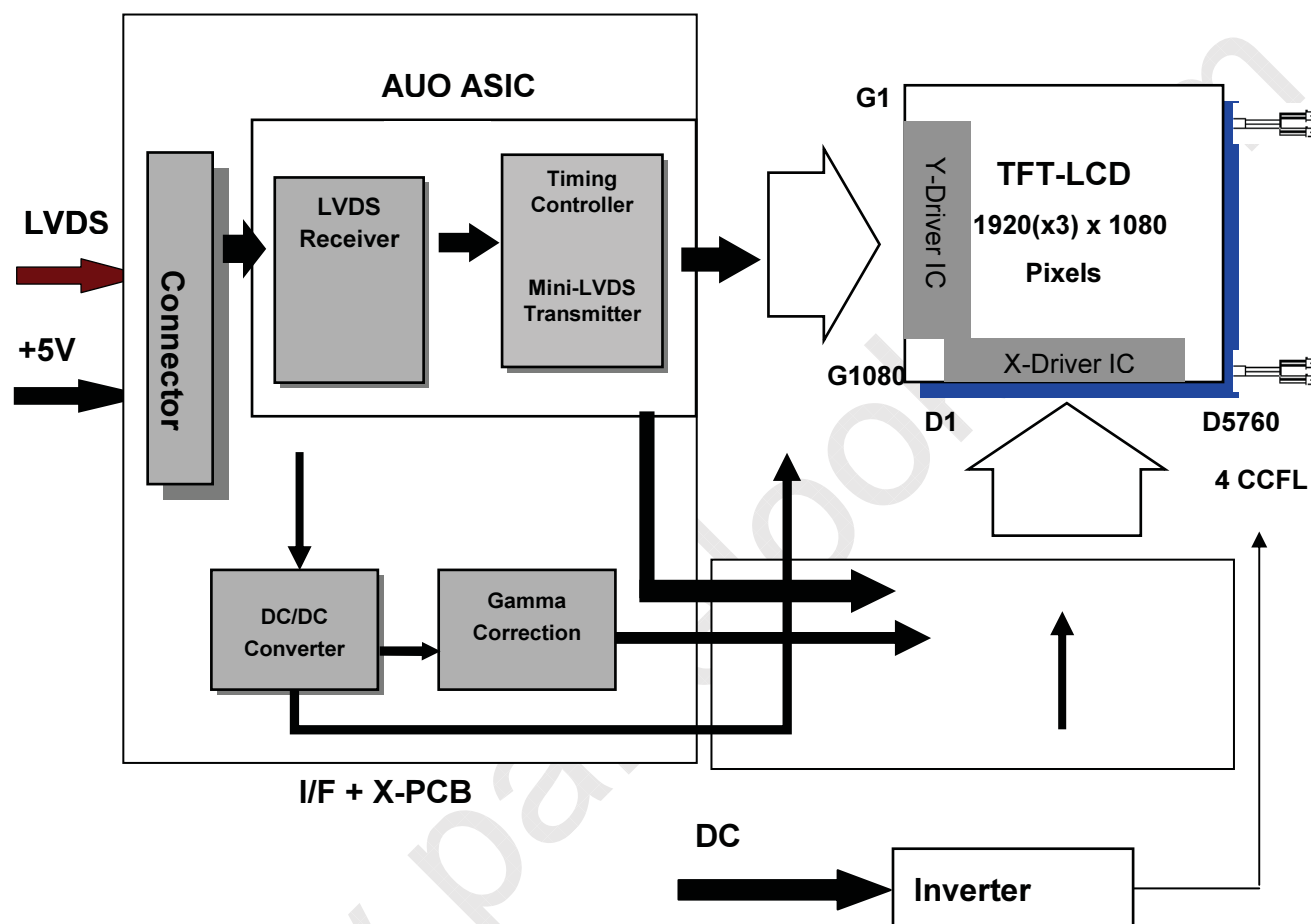 AUO ASIC
G1
LVDS
+5V
Connector
LVDS
Receiver
Timing
Controller
Mini-LVDS
Transmitter
Y-Driver IC
TFT-LCD
1920(x3) x 1080
Pixels
X-Driver IC
G1080
D1
D5760
4 CCFL
DC/DC
Converter
Gamma
Correction
I/F + X-PCB
DC
Inverter